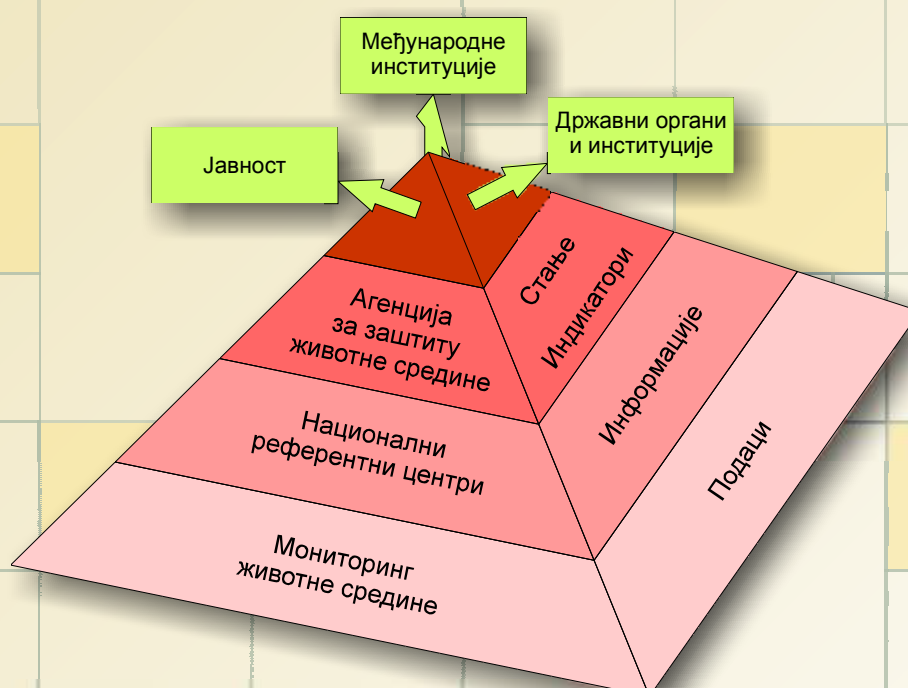 Међународне
институције
Државни органи
и институције
Јавност
Стање
Индикатори
Информације
Подаци
Агенција
за заштиту
животне средине
Национални
референтни центри
Мониторинг
животне средине